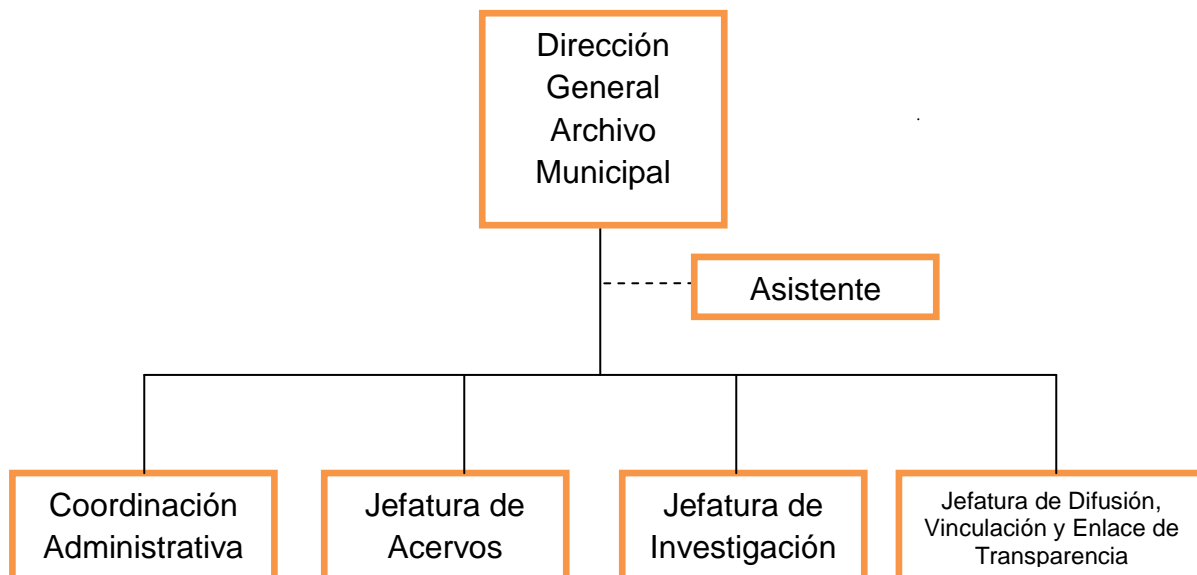 Dirección
General
Archivo
Municipal
Asistente
Coordinación
Administrativa
Jefatura de
Acervos
Jefatura de
Investigación
Jefatura de Difusión,
Vinculación y Enlace de
Transparencia